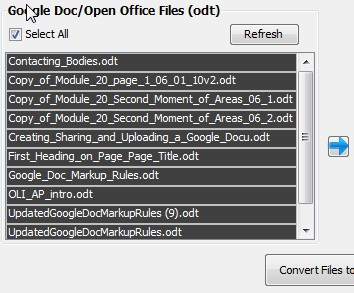 Google Doc/Open Office Files (odt)
Select All
Refresh
Contacting_Bodies.odt
Copy_of_Module_20_page_1_06_01_10v2.odt
Copy_of_Module_20_Second_Moment_of_Areas_06_1.odt
Copy_of_Module_20_Second_Moment_of_Areas_06_2.odt
Creating_Sharing_and_Uploading_a_Google_Docu.odt
First_Heading_on_Page_Page_Title.odt
Google_Doc_Markup_Rules.odt
OLI_AP_intro.odt
UpdatedGoogleDocMarkupRules (9).odt
UpdatedGoogleDocMarkupRules.odt
Convert Files to